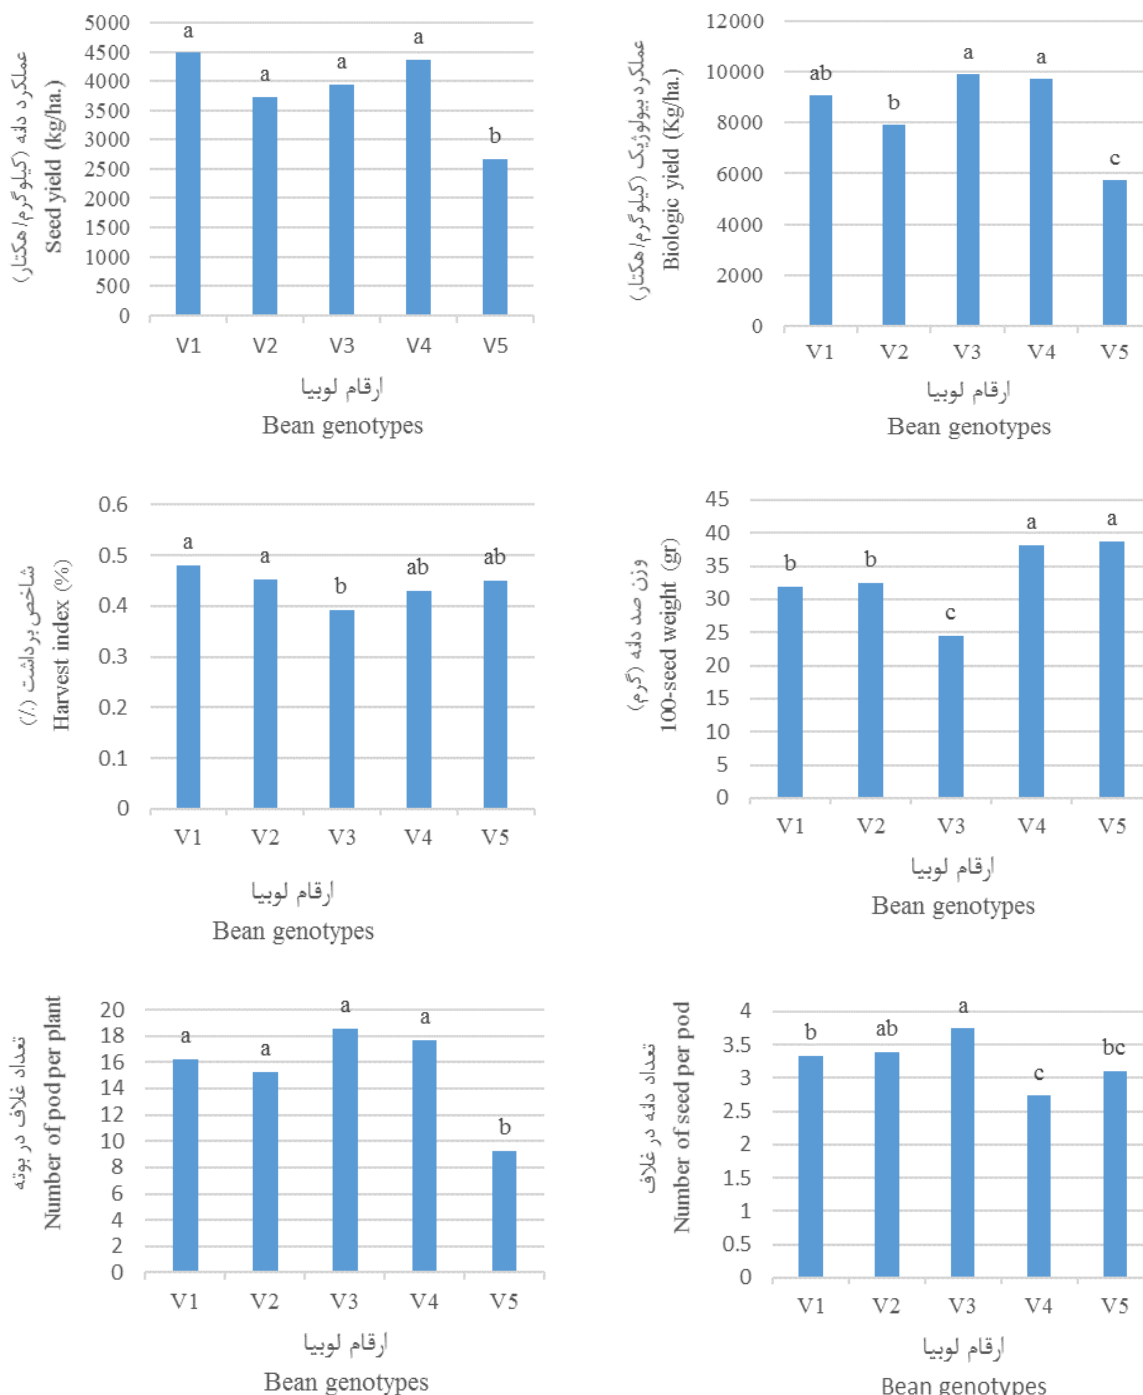 عملکرد دانه (کیلوگرم/هکتار)
Seed yield (kg/ha.)
5000
4500
4000
3500
3000
2500
2000
1500
1000
500
0
a
a
a
a
b
V1 V2 V3 V4 V5
ارقام لوبیا
Bean genotypes
عملکرد بیولوژیک (کیلوگرم/هکتار)
Biologic yield (Kg/ha.)
12000
10000
8000
6000
4000
2000
0
ab
b
a
a
c
V1 V2 V3 V4 V5
ارقام لوبیا
Bean genotypes
شاخص برداشت (٪)
Harvest index (%)
0.6
0.5
0.4
0.3
0.2
0.1
0
a
a
b
ab
ab
V1 V2 V3 V4 V5
ارقام لوبیا
Bean genotypes
وزن صد دانه (گرم)
100-seed weight (gr)
45
40
35
30
25
20
15
10
5
0
b
b
c
a
a
V1 V2 V3 V4 V5
ارقام لوبیا
Bean genotypes
تعداد غلاف در بوته
Number of pod per plant
20
18
16
14
12
10
8
6
4
2
0
a
a
a
a
b
V1 V2 V3 V4 V5
ارقام لوبیا
Bean genotypes
تعداد دانه در غلاف
Number of seed per pod
4
3.5
3
2.5
2
1.5
1
0.5
0
b
ab
a
c
bc
V1 V2 V3 V4 V5
ارقام لوبیا
Bean genotypes